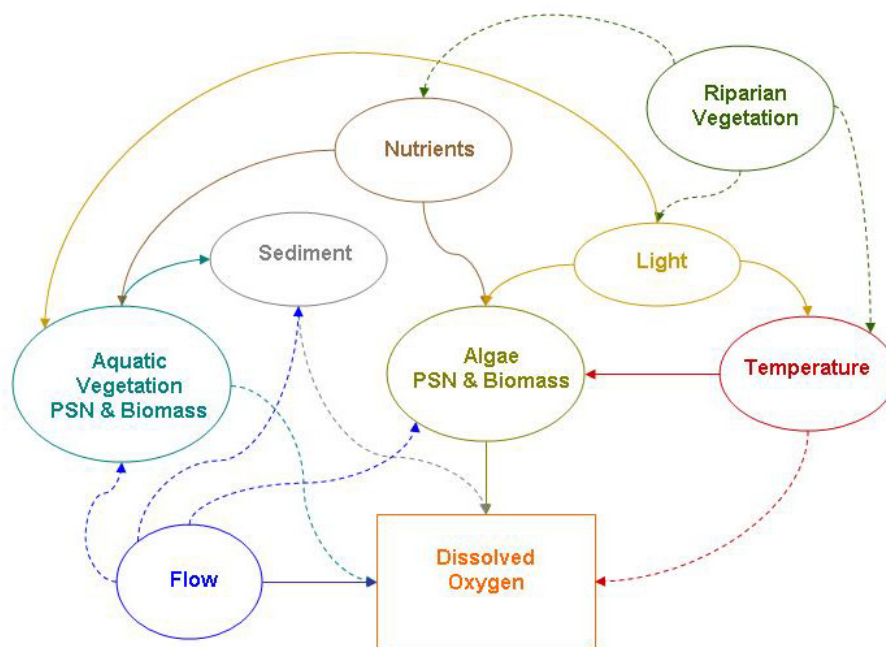 Riparian
Vegetation
Nutrients
Sediment
Light
Aquatic
Vegetation
PSN & Biomass
Algae
PSN & Biomass
Temperature
Flow
Dissolved
Oxygen